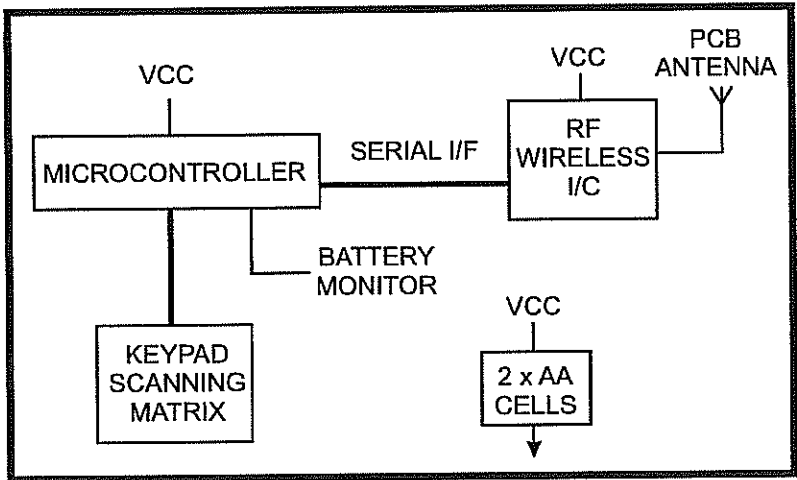 VCC
MICROCONTROLLER
SERIAL I/F
VCC
RF
WIRELESS
I/C
PCB
ANTENNA
BATTERY
MONITOR
KEYPAD
SCANNING
MATRIX
VCC
2 x AA
CELLS